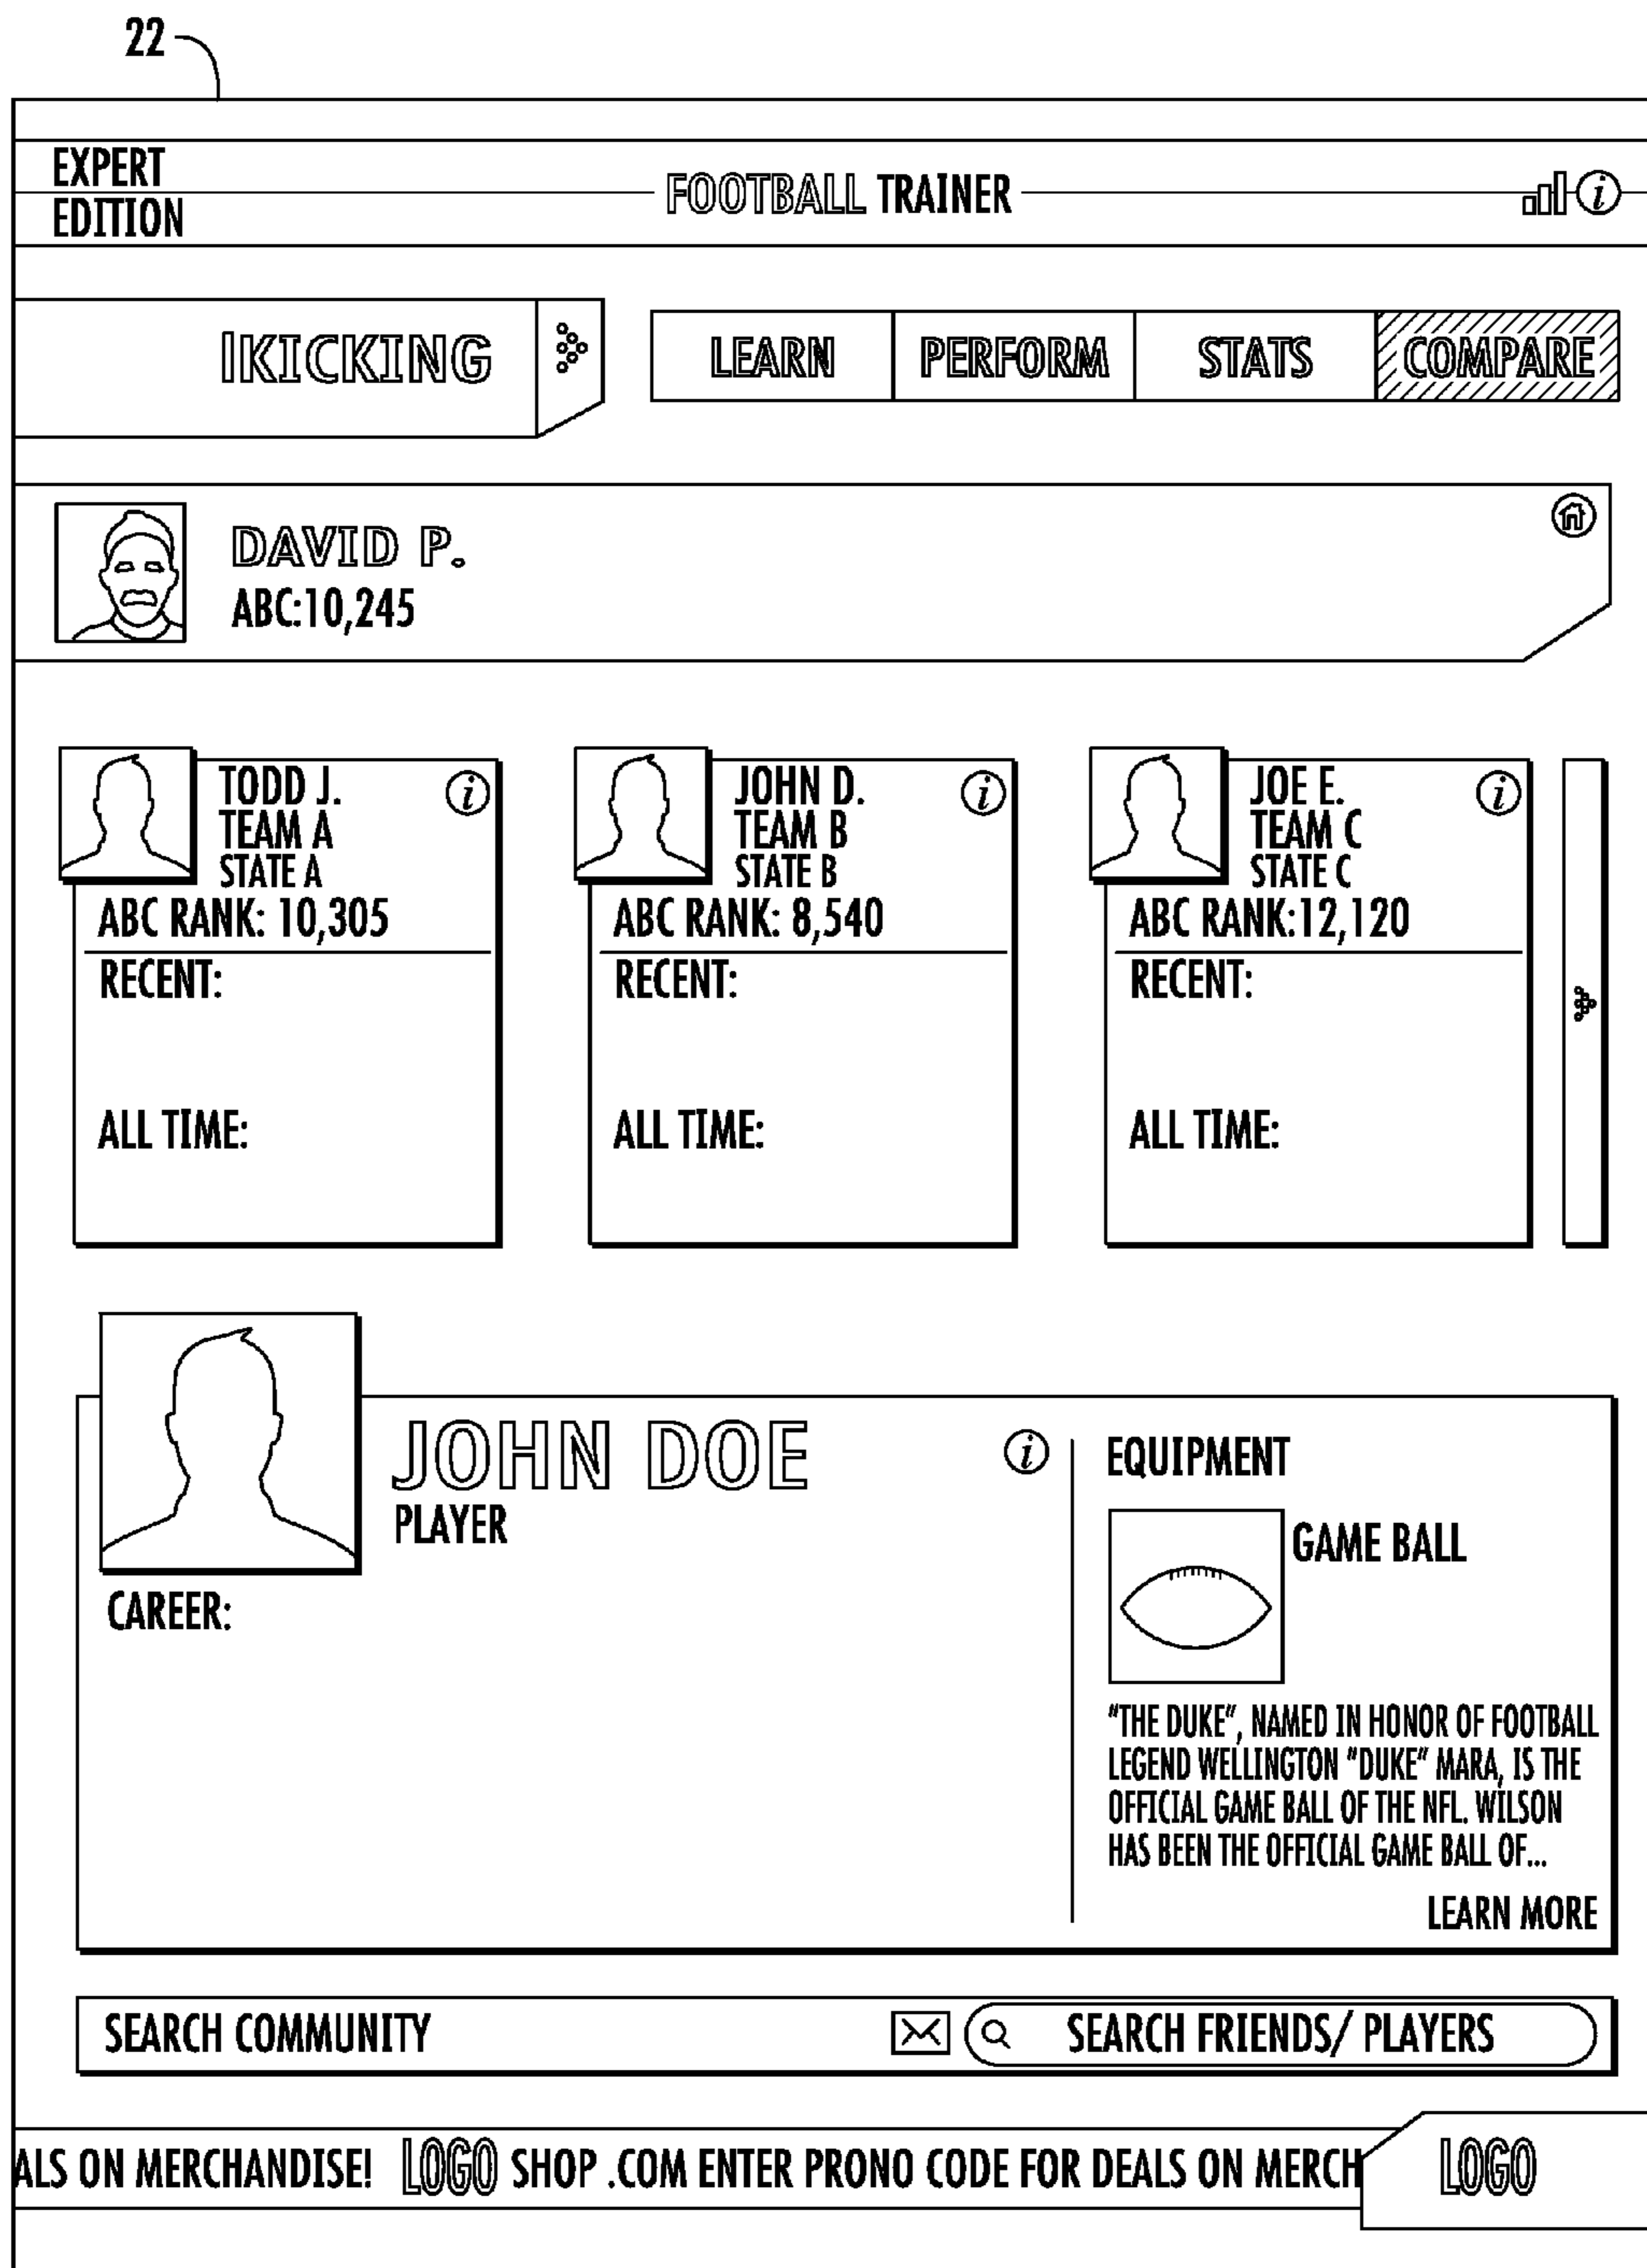 22
EXPERT
EDITION
FOOTBALL TRAINER
KICKING
LEARN
PERFORM
STATS
COMPARE
DAVID P.
ABC:10,245
TODD J.
TEAM A
STATE A
ABC RANK: 10,305
RECENT:
ALL TIME:
JOHN D.
TEAM B
STATE B
ABC RANK: 8,540
RECENT:
ALL TIME:
JOE E.
TEAM C
STATE C
ABC RANK:12,120
RECENT:
ALL TIME:
JOHN DOE
PLAYER
CAREER:
EQUIPMENT
GAME BALL
"THE DUKE", NAMED IN HONOR OF FOOTBALL
LEGEND WELLINGTON "DUKE" MARA, IS THE
OFFICIAL GAME BALL OF THE NFL. WILSON
HAS BEEN THE OFFICIAL GAME BALL OF...
LEARN MORE
SEARCH COMMUNITY
SEARCH FRIENDS/ PLAYERS
ALS ON MERCHANDISE! LOGO SHOP .COM ENTER PRONO CODE FOR DEALS ON MERCH
LOGO